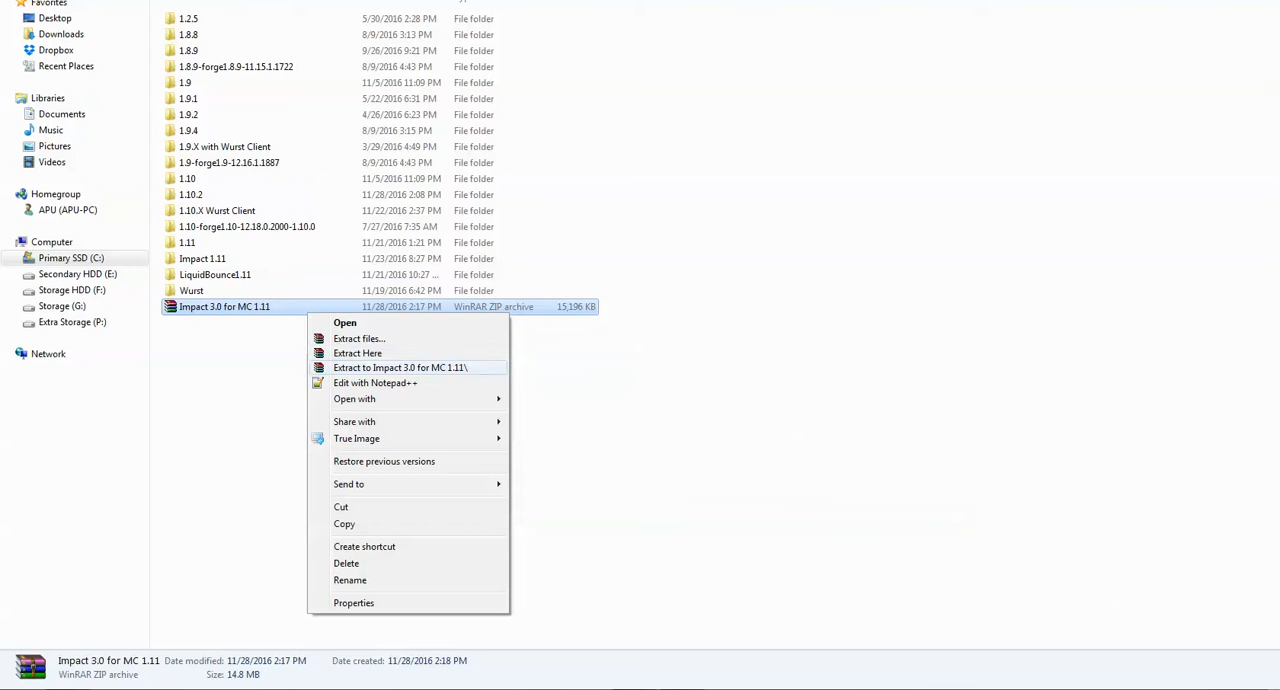 Favorites
Desktop
Downloads
Dropbox
Recent Places
Libraries
Documents
Music
Pictures
Videos
Homegroup
APU (APU-PC)
Computer
Primary SSD (C:)
Secondary HDD (E:)
Storage HDD (F:)
Storage (G:)
Extra Storage (P:)
Network
1.2.5 5/30/2016 2:28 PM File folder
1.8.8 8/9/2016 3:13 PM File folder
1.8.9 9/26/2016 9:21 PM File folder
1.8.9-forge1.8.9-11.15.1.1722 8/9/2016 4:43 PM File folder
1.9 11/5/2016 11:09 PM File folder
1.9.1 5/22/2016 6:31 PM File folder
1.9.2 4/26/2016 6:23 PM File folder
1.9.4 8/9/2016 3:15 PM File folder
1.9.X with Wurst Client 3/29/2016 4:49 PM File folder
1.9-forge1.9-12.16.1.1887 8/9/2016 4:43 PM File folder
1.10 11/5/2016 11:09 PM File folder
1.10.2 11/28/2016 2:08 PM File folder
1.10.X Wurst Client 11/22/2016 2:37 PM File folder
1.10-forge1.10-12.18.0.2000-1.10.0 7/27/2016 7:35 AM File folder
1.11 11/21/2016 1:21 PM File folder
Impact 1.11 11/23/2016 8:27 PM File folder
LiquidBounce1.11 11/21/2016 10:27 ... File folder
Wurst 11/19/2016 6:42 PM File folder
Impact 3.0 for MC 1.11 11/28/2016 2:17 PM WinRAR ZIP archive 15,196 KB
Open
Extract files...
Extract Here
Extract to Impact 3.0 for MC 1.11\
Edit with Notepad++
Open with
Share with
True Image
Restore previous versions
Send to
Cut
Copy
Create shortcut
Delete
Rename
Properties
Impact 3.0 for MC 1.11 Date modified: 11/28/2016 2:17 PM Date created: 11/28/2016 2:18 PM
WinRAR ZIP archive Size: 14.8 MB